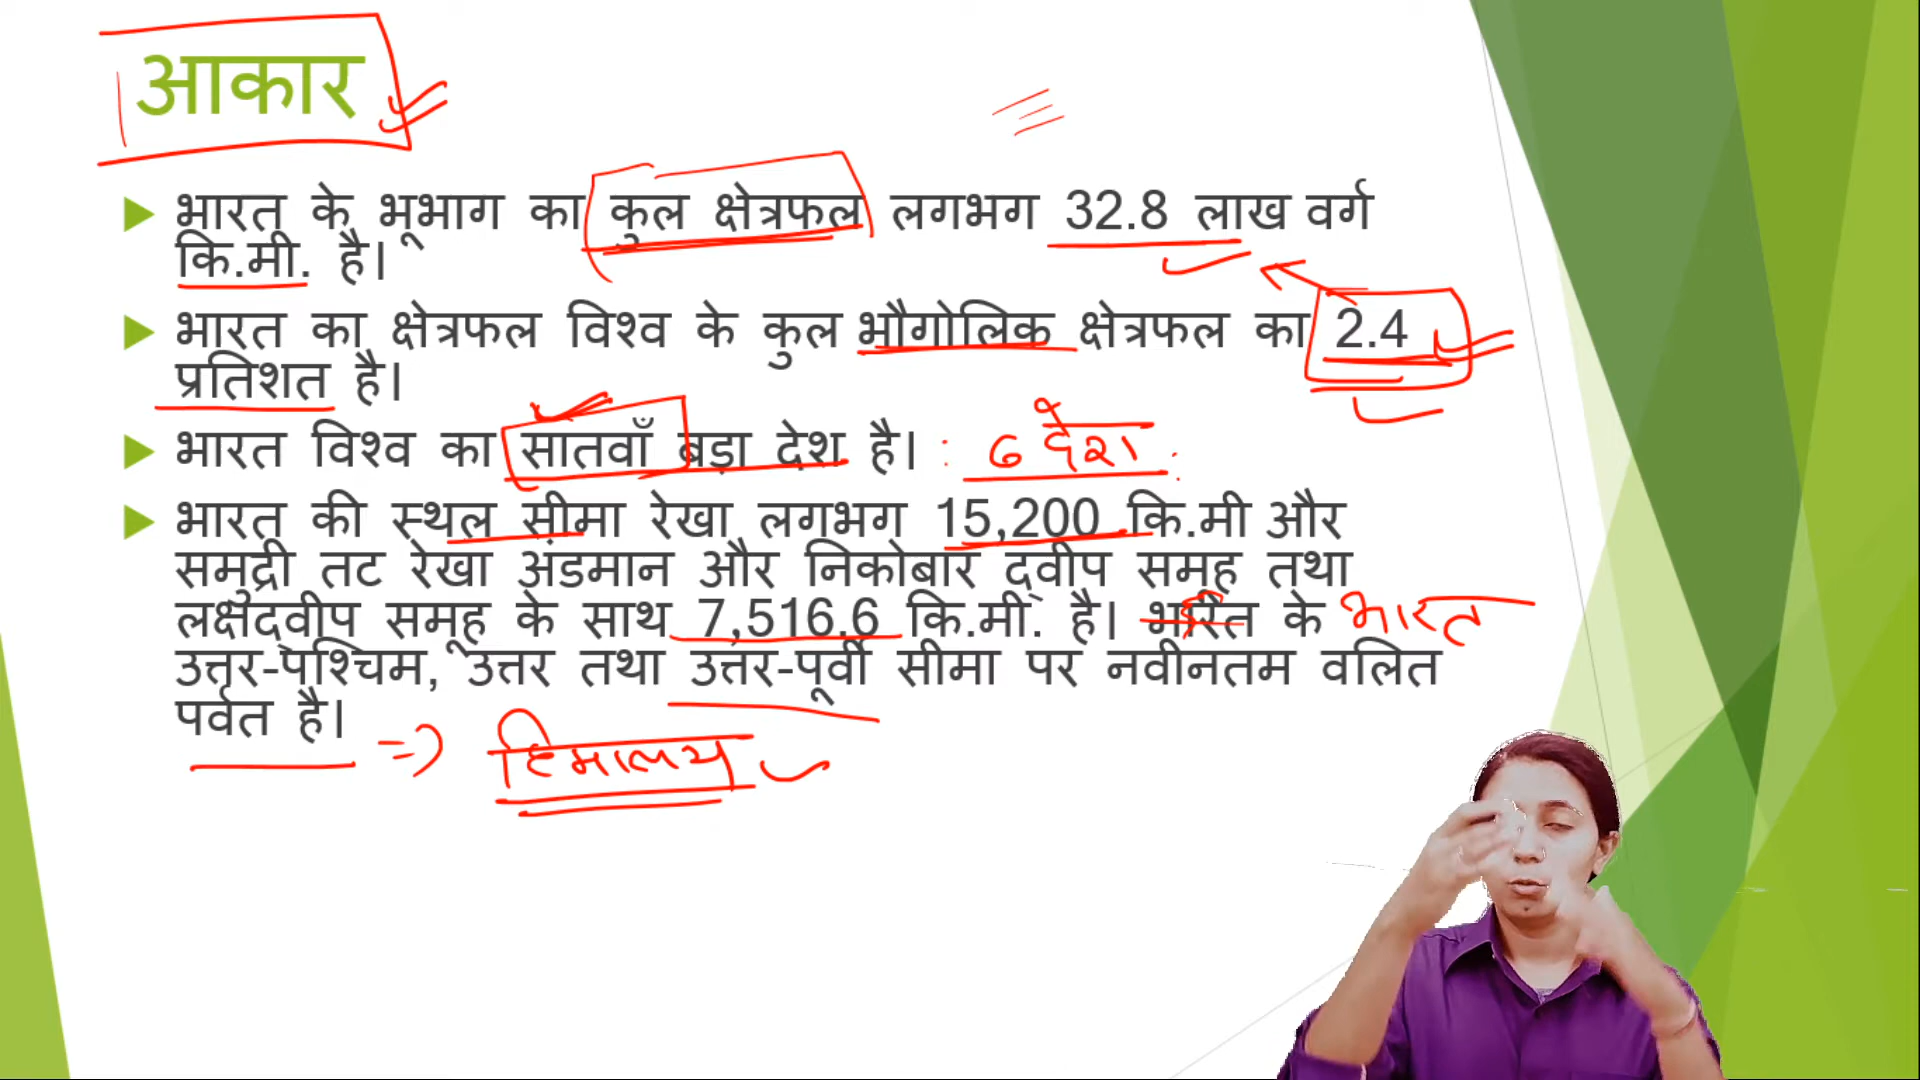 आकार
भारत के भूभाग का कुल क्षेत्रफल लगभग 32.8 लाख वर्ग
कि.मी. है।
भारत का क्षेत्रफल विश्व के कुल भौगोलिक क्षेत्रफल का 2.4
प्रतिशत है।
भारत विश्व का सातवाँ बड़ा देश है। : 6 देश
भारत की स्थल सीमा रेखा लगभग 15,200 कि.मी और
समुद्री तट रेखा अंडमान और निकोबार द्वीप समूह तथा
लक्षद्वीप समूह के साथ 7,516.6 कि.मी. है। भरित के भारत
उत्तर-पश्चिम, उत्तर तथा उत्तर-पूर्वी सीमा पर नवीनतम वलित
पर्वत है।
=> हिमालय